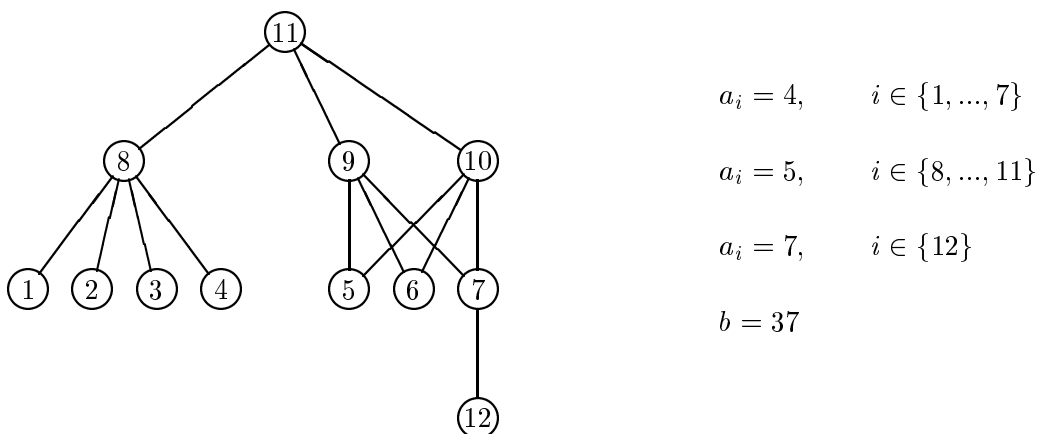 11
a_i = 4, i ∈ {1, ..., 7}
8 9 10
a_i = 5, i ∈ {8, ..., 11}
a_i = 7, i ∈ {12}
1 2 3 4 5 6 7
b = 37
12